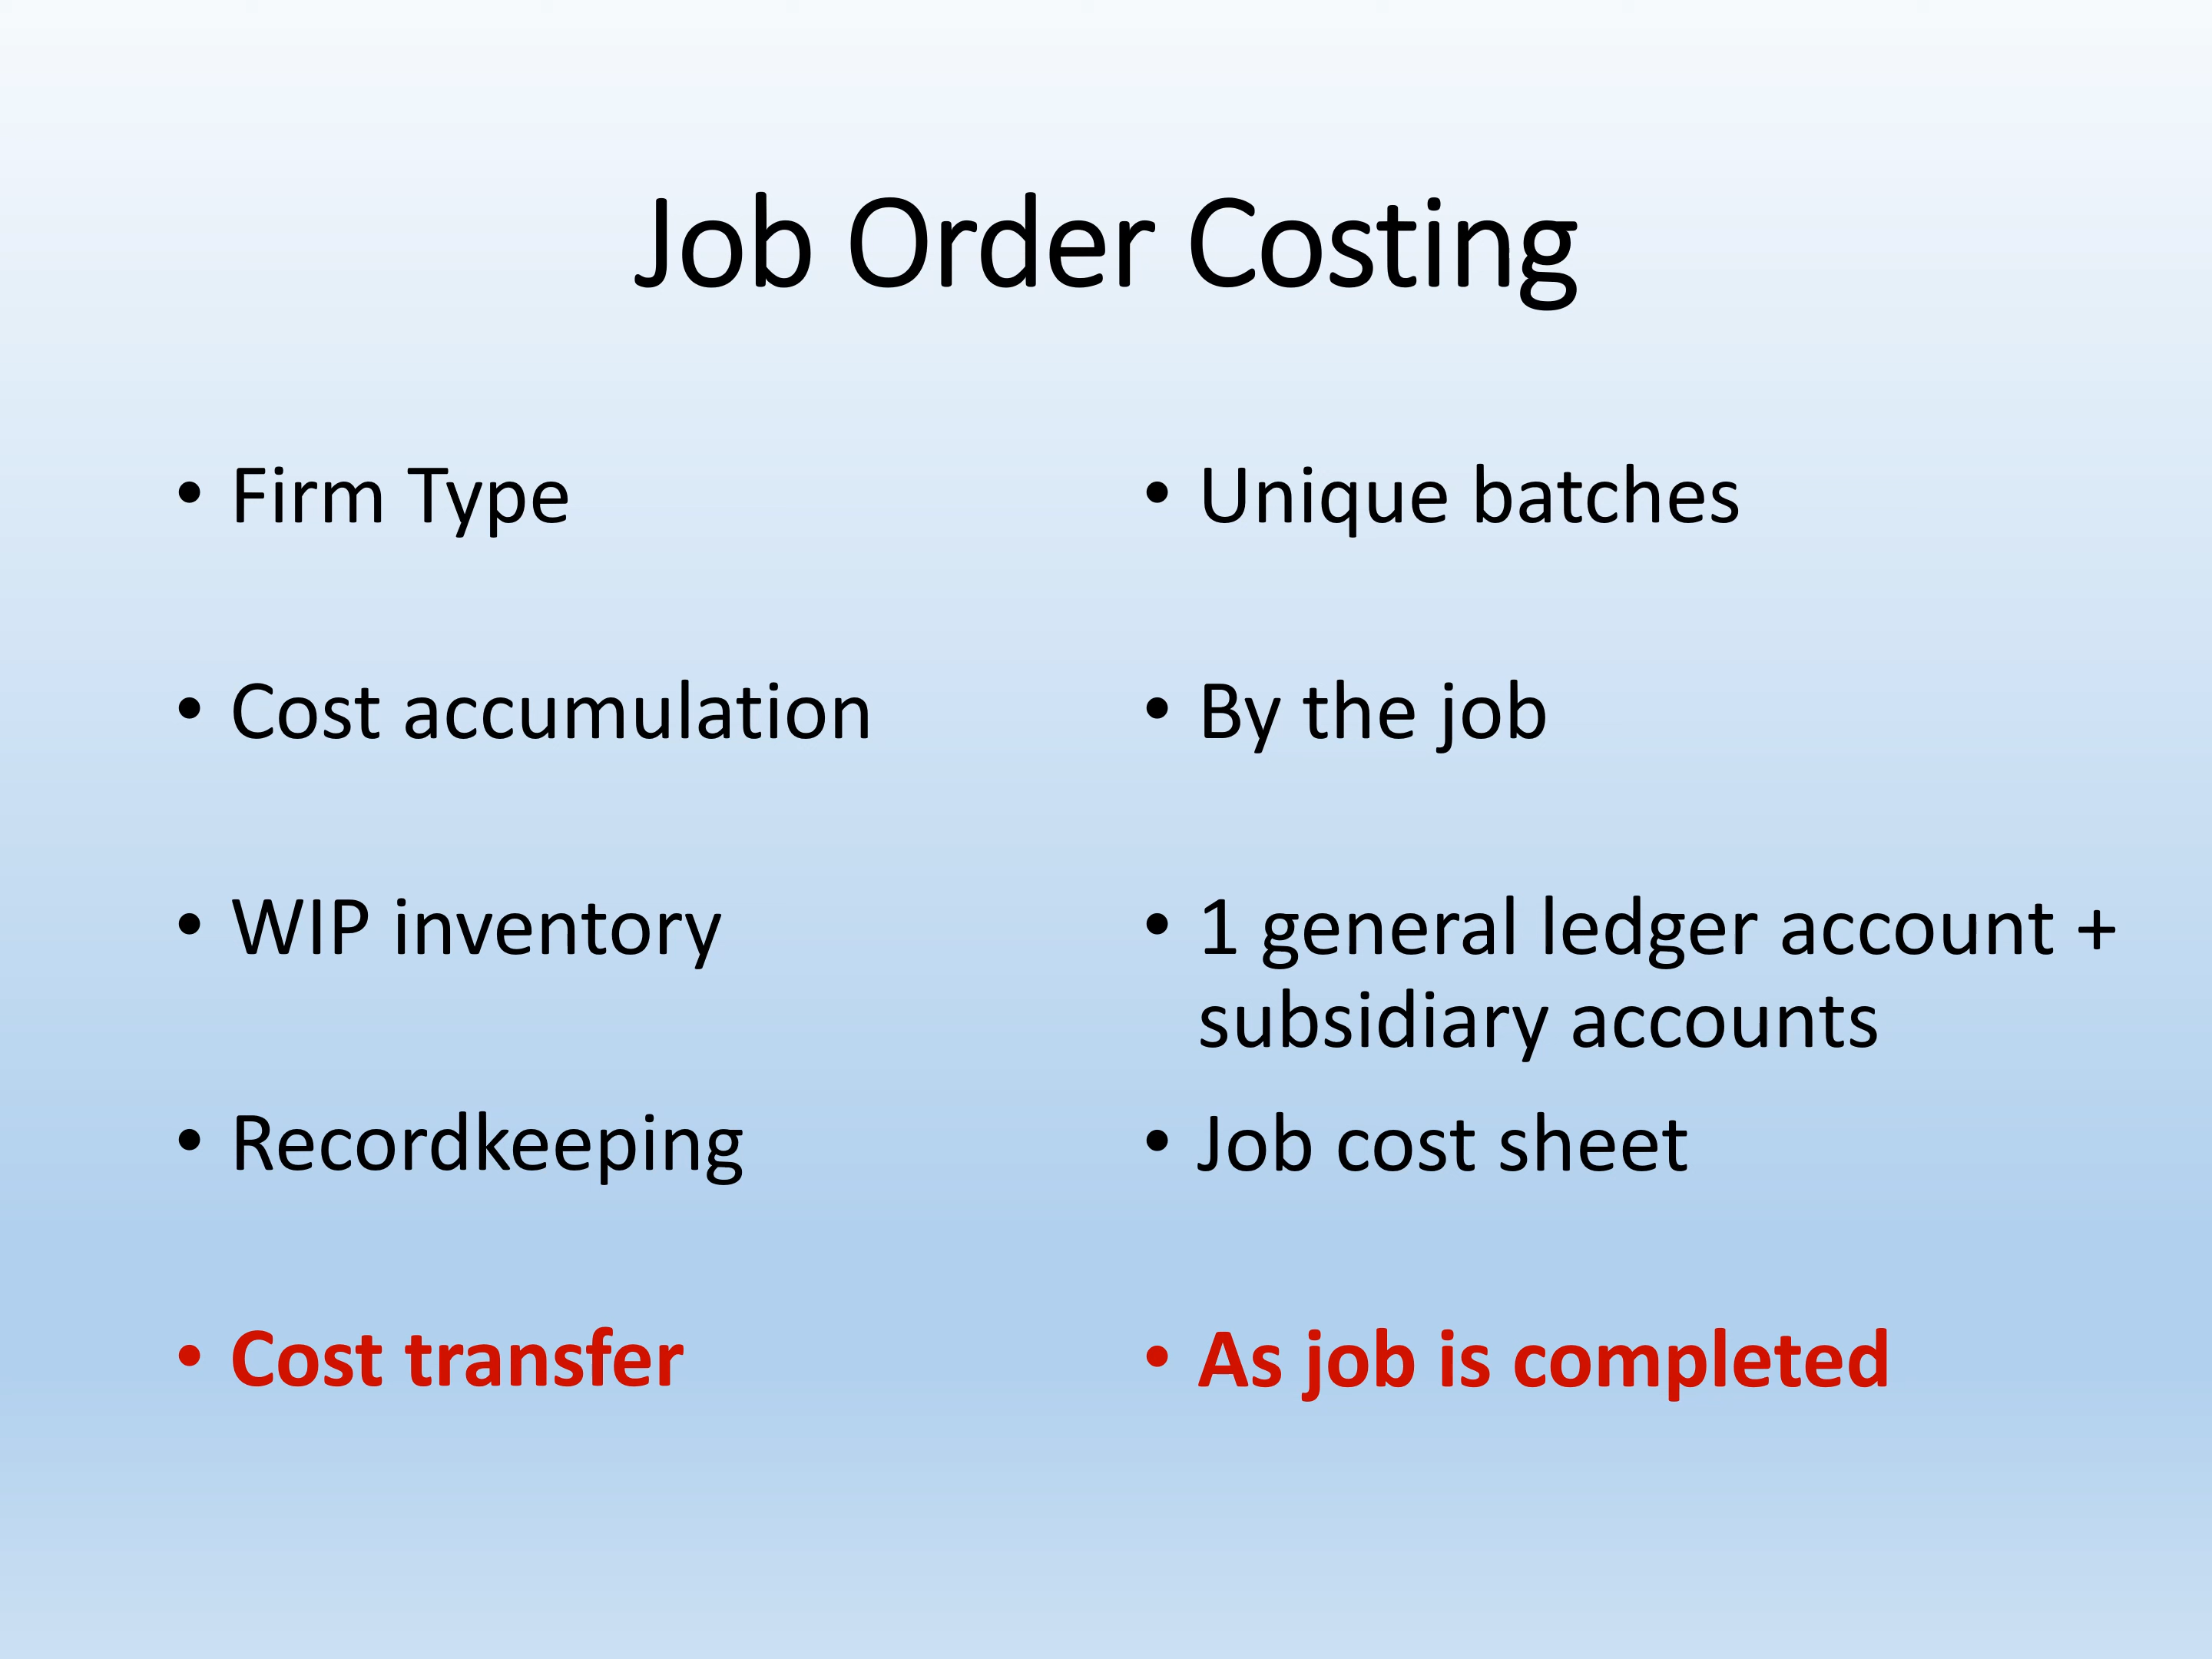 Job Order Costing
• Firm Type
• Unique batches
• Cost accumulation
• By the job
• WIP inventory
• 1 general ledger account +
subsidiary accounts
• Recordkeeping
• Job cost sheet
• Cost transfer
• As job is completed